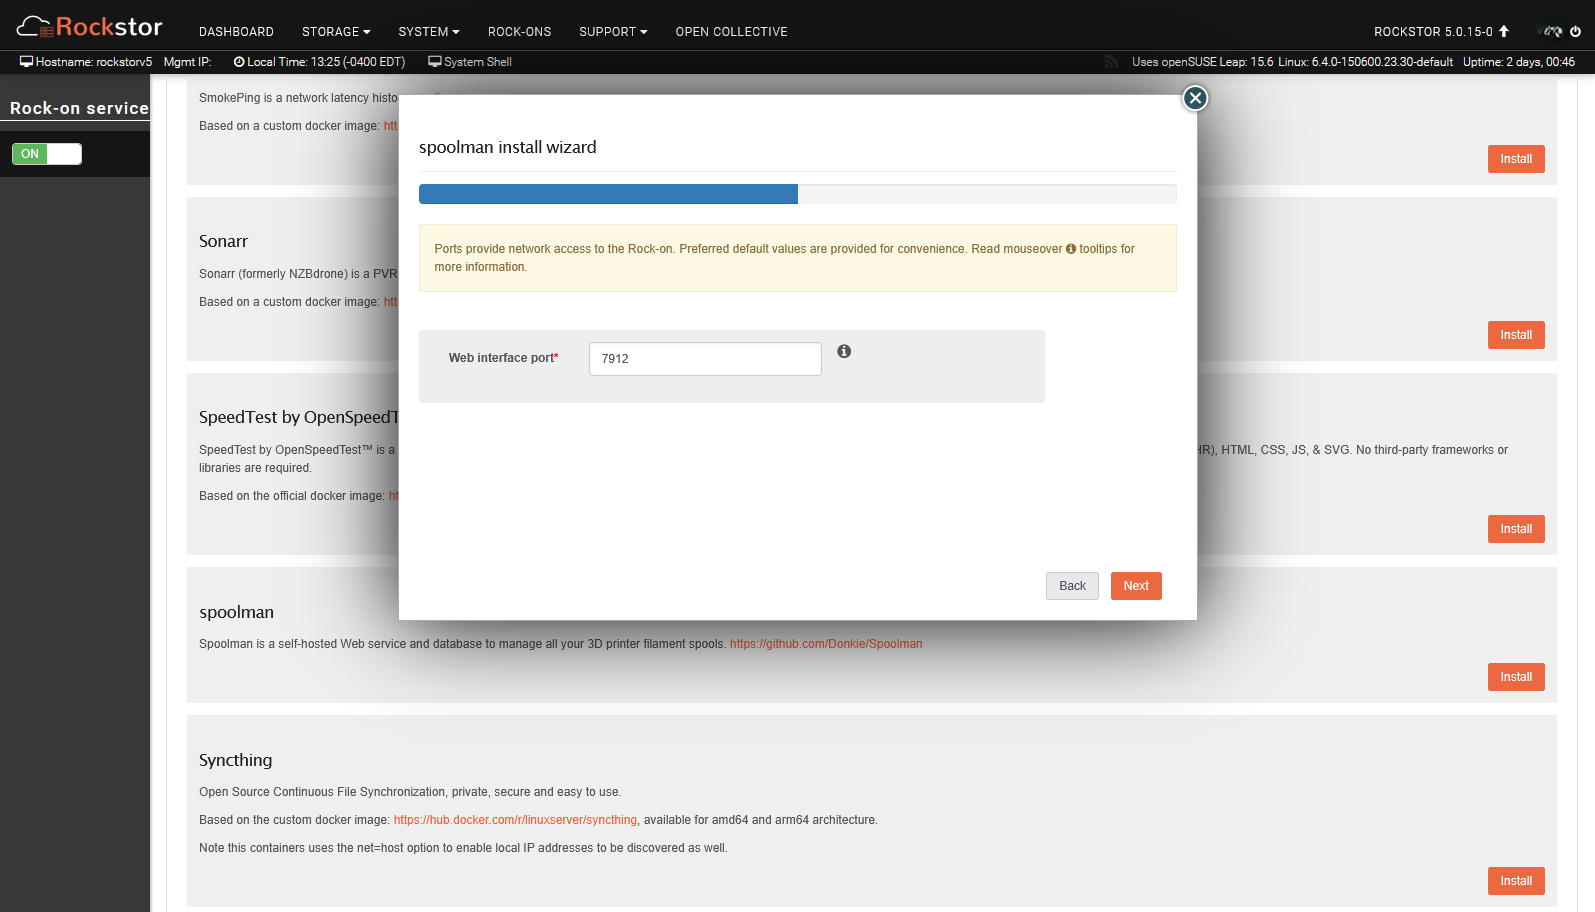 Rockstor
DASHBOARD STORAGE SYSTEM ROCK-ONS SUPPORT OPEN COLLECTIVE ROCKSTOR 5.0.15-0
Hostname: rockstorv5 Mgmt IP: Local Time: 13:25 (-0400 EDT) System Shell Uses openSUSE Leap: 15.6 Linux: 6.4.0-150600.23.30-default Uptime: 2 days, 00:46
Rock-on service
ON
SmokePing is a network latency
Based on a custom docker image: htt
Install
spoolman install wizard
Ports provide network access to the Rock-on. Preferred default values are provided for convenience. Read mouseover tooltips for
more information.
Web interface port* 7912
Back Next
Sonarr
Sonarr (formerly NZBdrone) is a PVR
Based on a custom docker image: htt
Install
SpeedTest by OpenSpeedT
SpeedTest by OpenSpeedTest™ is a HR), HTML, CSS, JS, & SVG. No third-party frameworks or
libraries are required.
Based on the official docker image: ht
Install
spoolman
Spoolman is a self-hosted Web service and database to manage all your 3D printer filament spools. https://github.com/Donkie/Spoolman
Install
Syncthing
Open Source Continuous File Synchronization, private, secure and easy to use.
Based on the custom docker image: https://hub.docker.com/r/linuxserver/syncthing, available for amd64 and arm64 architecture.
Note this containers uses the net=host option to enable local IP addresses to be discovered as well.
Install